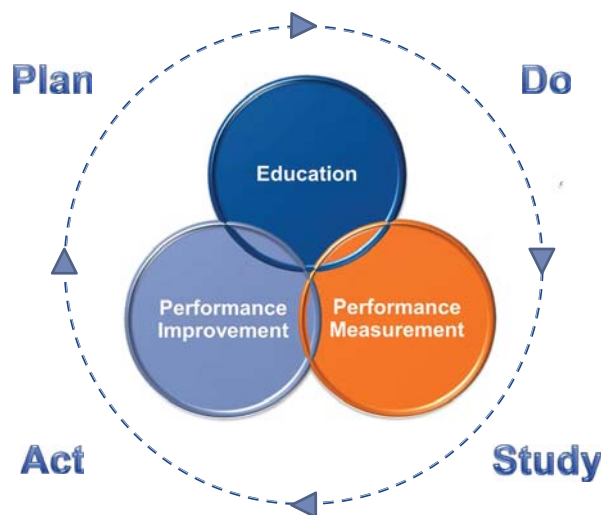 Plan
Do
Education
Performance
Improvement
Performance
Measurement
Act
Study